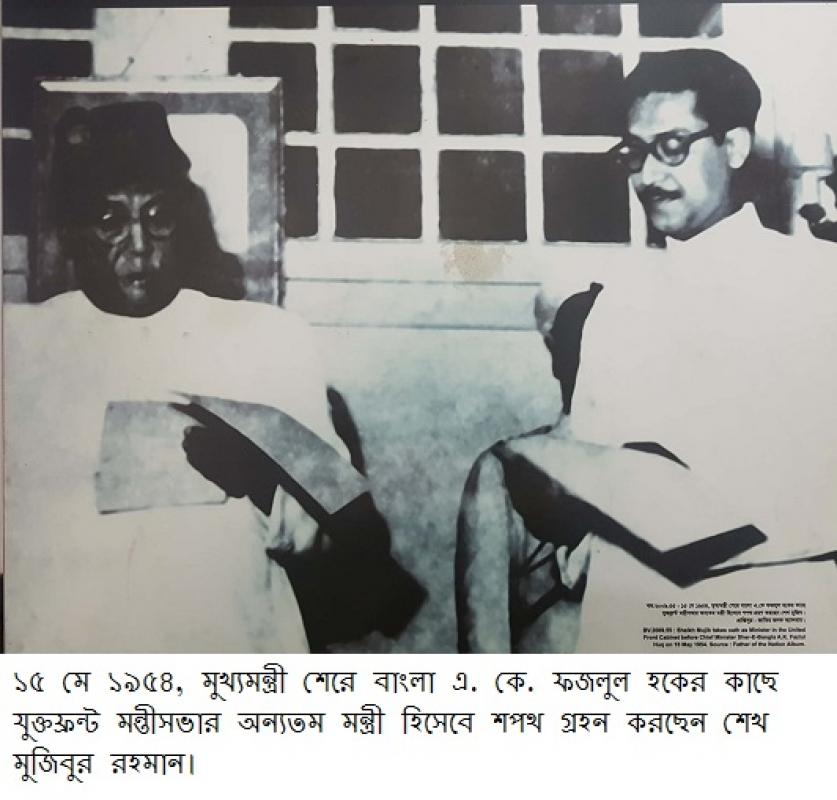 BV.2009.55 : Sheikh Mujib takes oath as Minister in the United
Front Cabinet before Chief Minister Sher-E-Bangla A.K. Fazlul
Huq on 15 May 1954. Source : Father of the Nation Album.
১৫ মে ১৯৫৪, মুখ্যমন্ত্রী শেরে বাংলা এ. কে. ফজলুল হকের কাছে
যুক্তফ্রন্ট মন্ত্রীসভার অন্যতম মন্ত্রী হিসেবে শপথ গ্রহন করছেন শেখ
মুজিবুর রহমান।